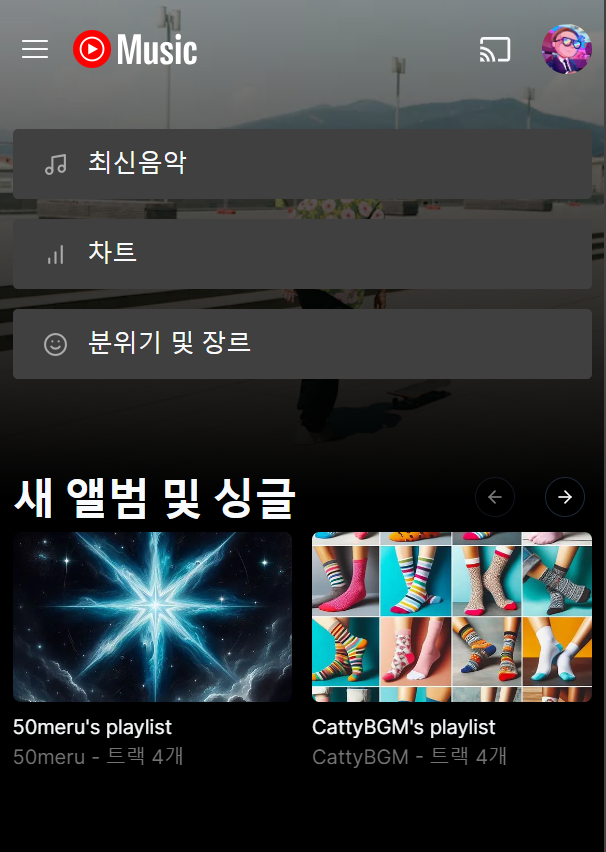 Music
최신음악
차트
분위기 및 장르
새 앨범 및 싱글
50meru's playlist
CattyBGM's playlist
50meru - 트랙 4개
CattyBGM - 트랙 4개